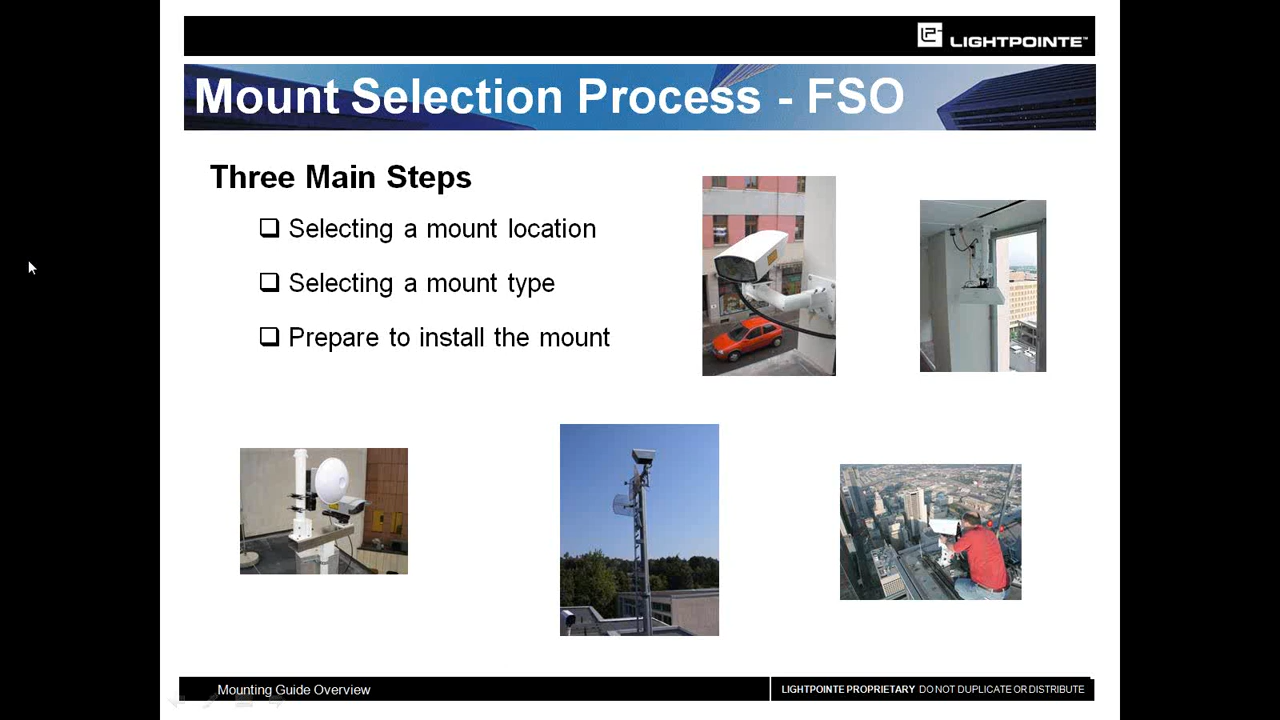 LIGHTPOINTE™
Mount Selection Process - FSO
Three Main Steps
Selecting a mount location
Selecting a mount type
Prepare to install the mount
Mounting Guide Overview
LIGHTPOINTE PROPRIETARY DO NOT DUPLICATE OR DISTRIBUTE